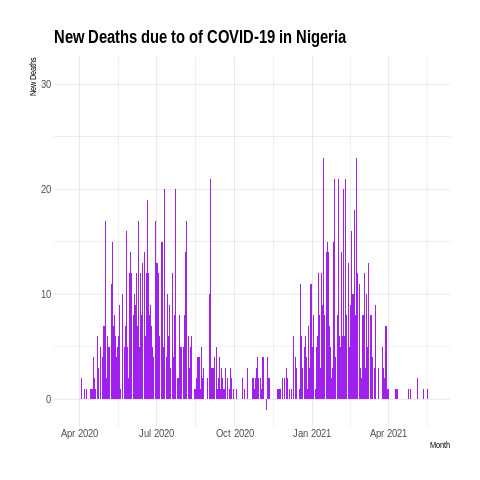 New Deaths due to of COVID-19 in Nigeria
New Deaths
30
20
10
0
Apr 2020 Jul 2020 Oct 2020 Jan 2021 Apr 2021
Month